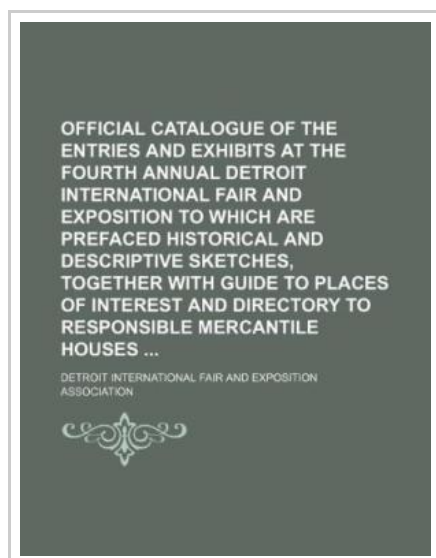 OFFICIAL CATALOGUE OF THE
ENTRIES AND EXHIBITS AT THE
FOURTH ANNUAL DETROIT
INTERNATIONAL FAIR AND
EXPOSITION TO WHICH ARE
PREFACED HISTORICAL AND
DESCRIPTIVE SKETCHES,
TOGETHER WITH GUIDE TO PLACES
OF INTEREST AND DIRECTORY TO
RESPONSIBLE MERCANTILE
HOUSES ...
DETROIT INTERNATIONAL FAIR AND EXPOSITION
ASSOCIATION